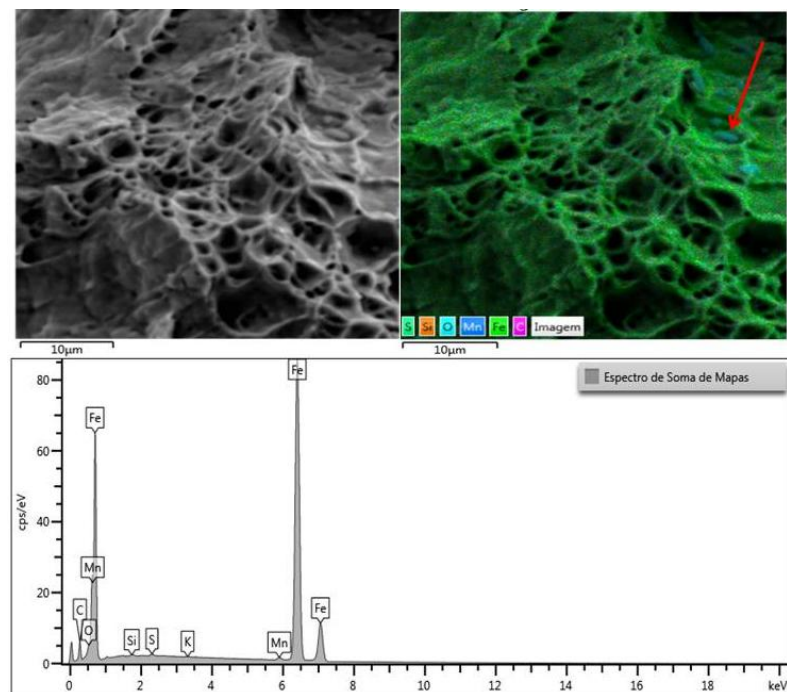 S Si O Mn Fe C Imagem
10μm
10μm
Espectro de Soma de Mapas
cps/eV
80
60
40
20
0
Fe
Mn
C
O
Si
S
K
Mn
Fe
Fe
0 2 4 6 8 10 12 14 16 18 keV